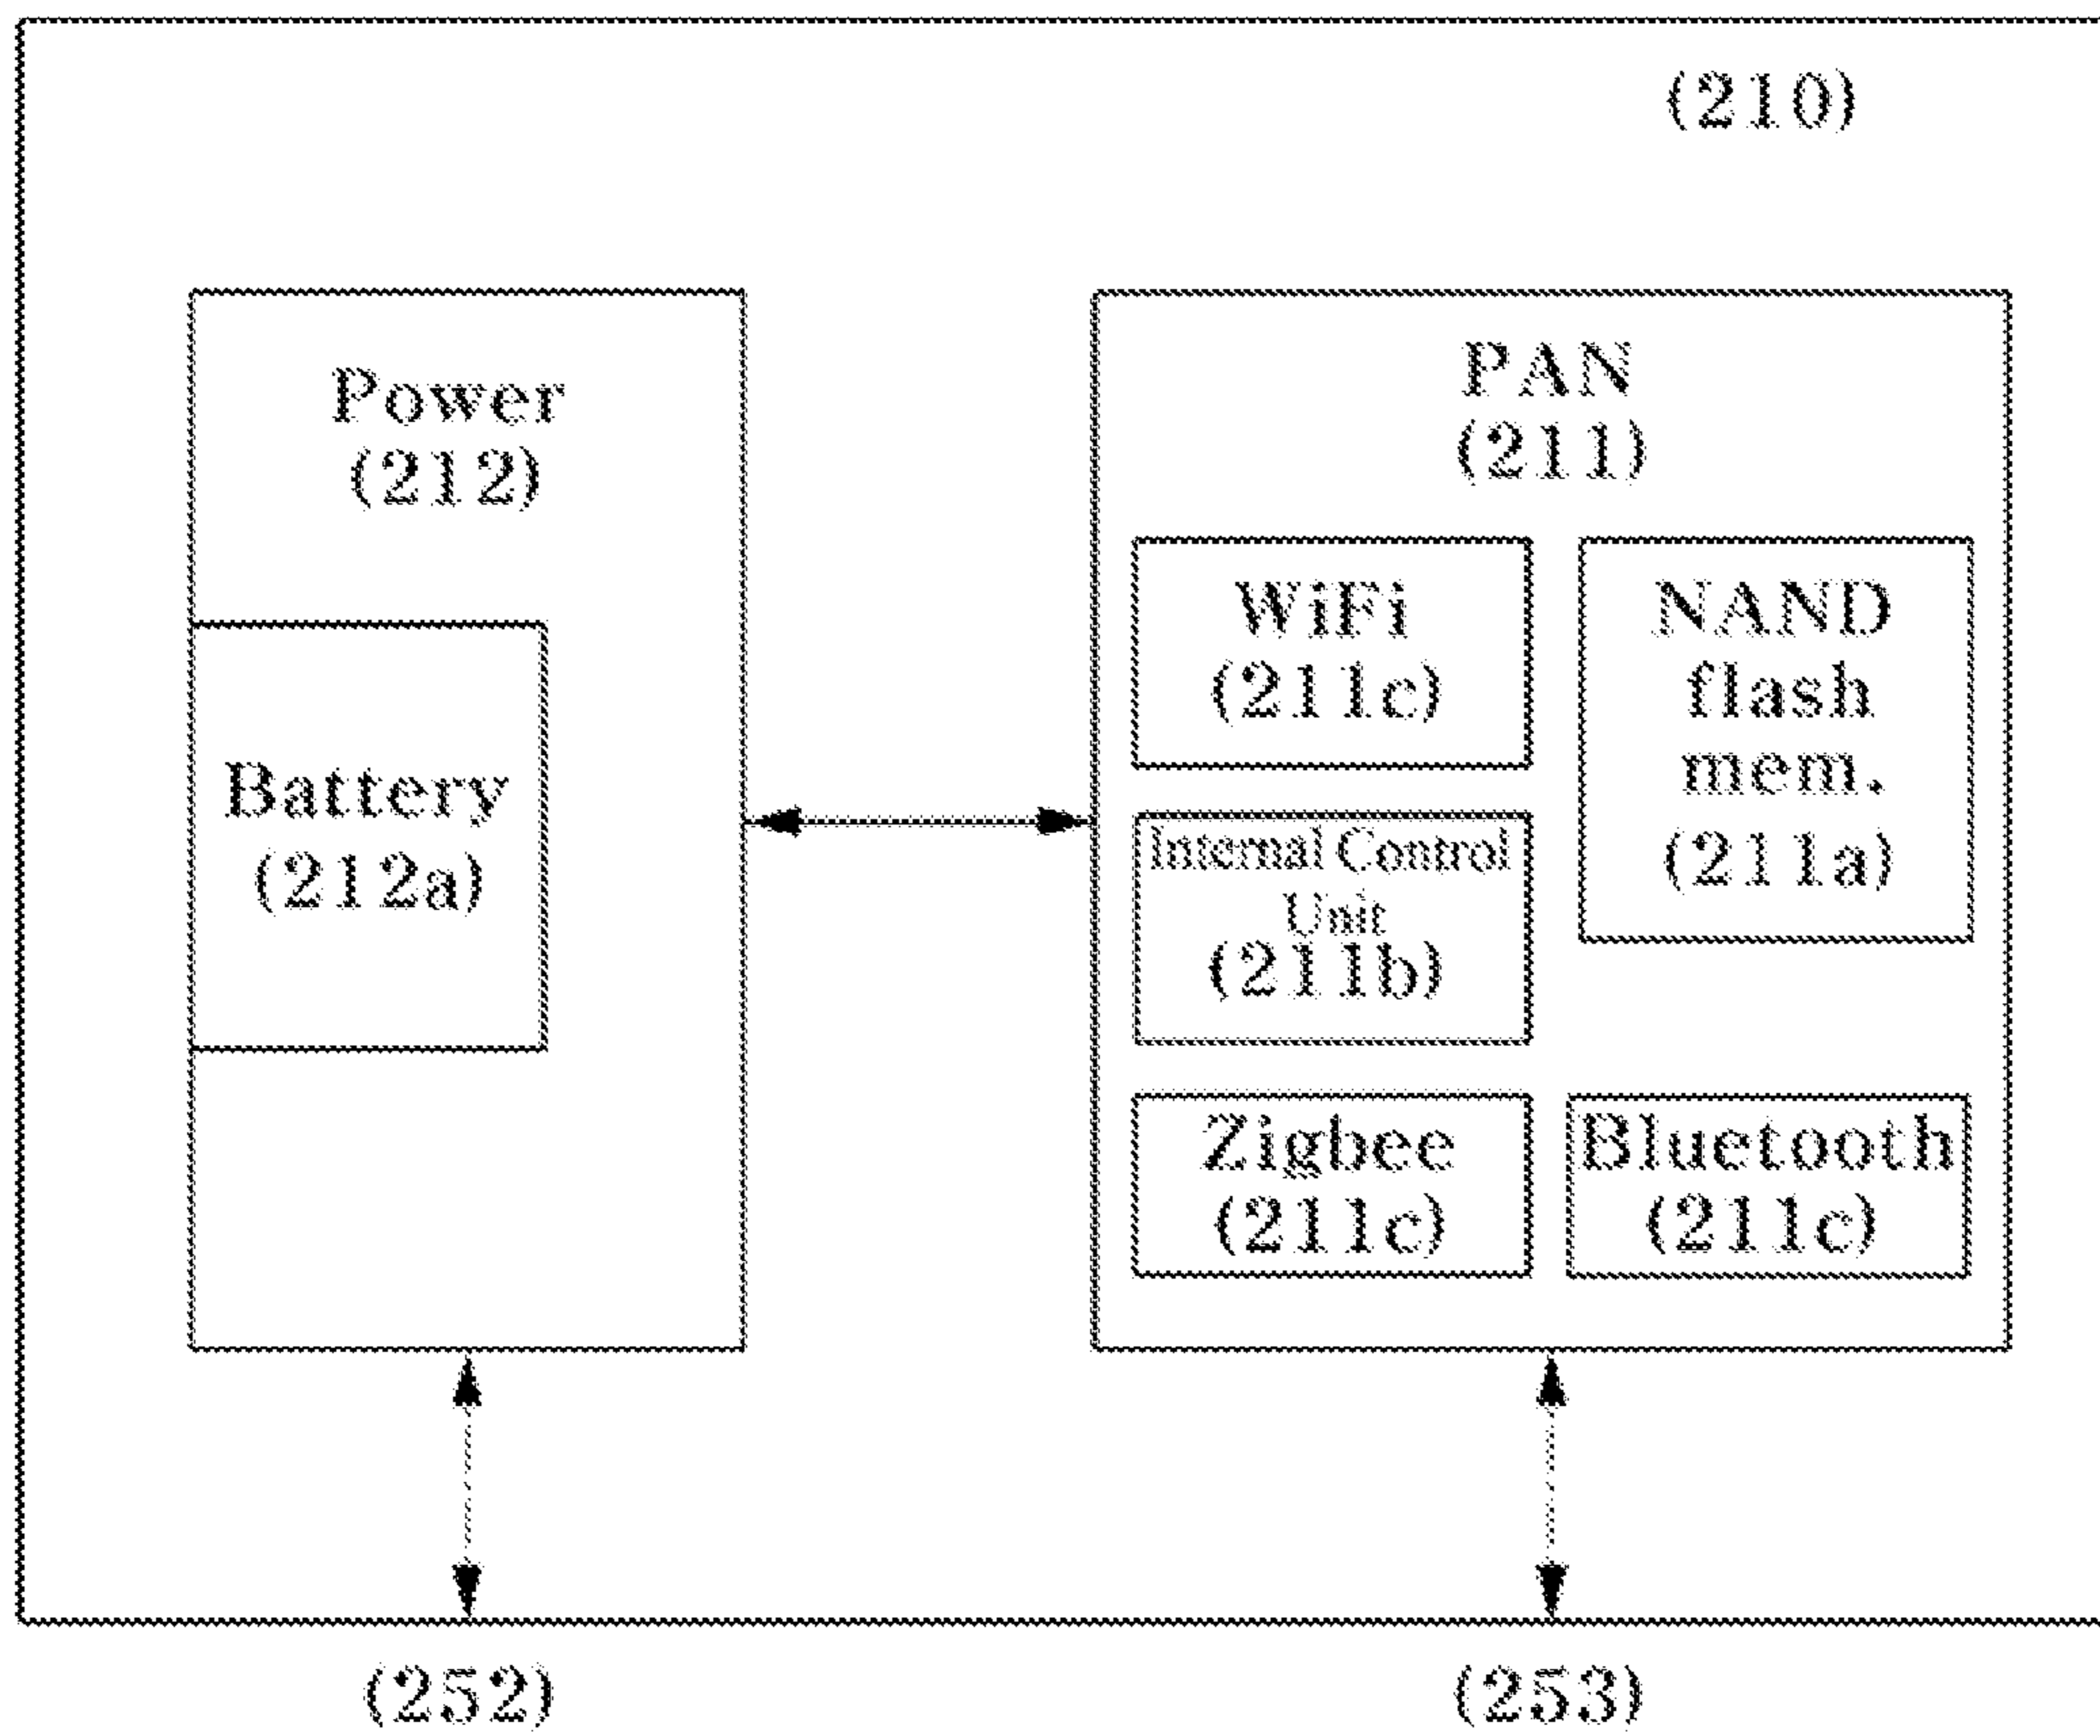 (210)
Power
(212)
Battery
(212a)
PAN
(211)
WiFi
(211c)
NAND
flash
mem.
(211a)
Internal Control
Unit
(211b)
Zigbee
(211c)
Bluetooth
(211c)
(252)
(253)